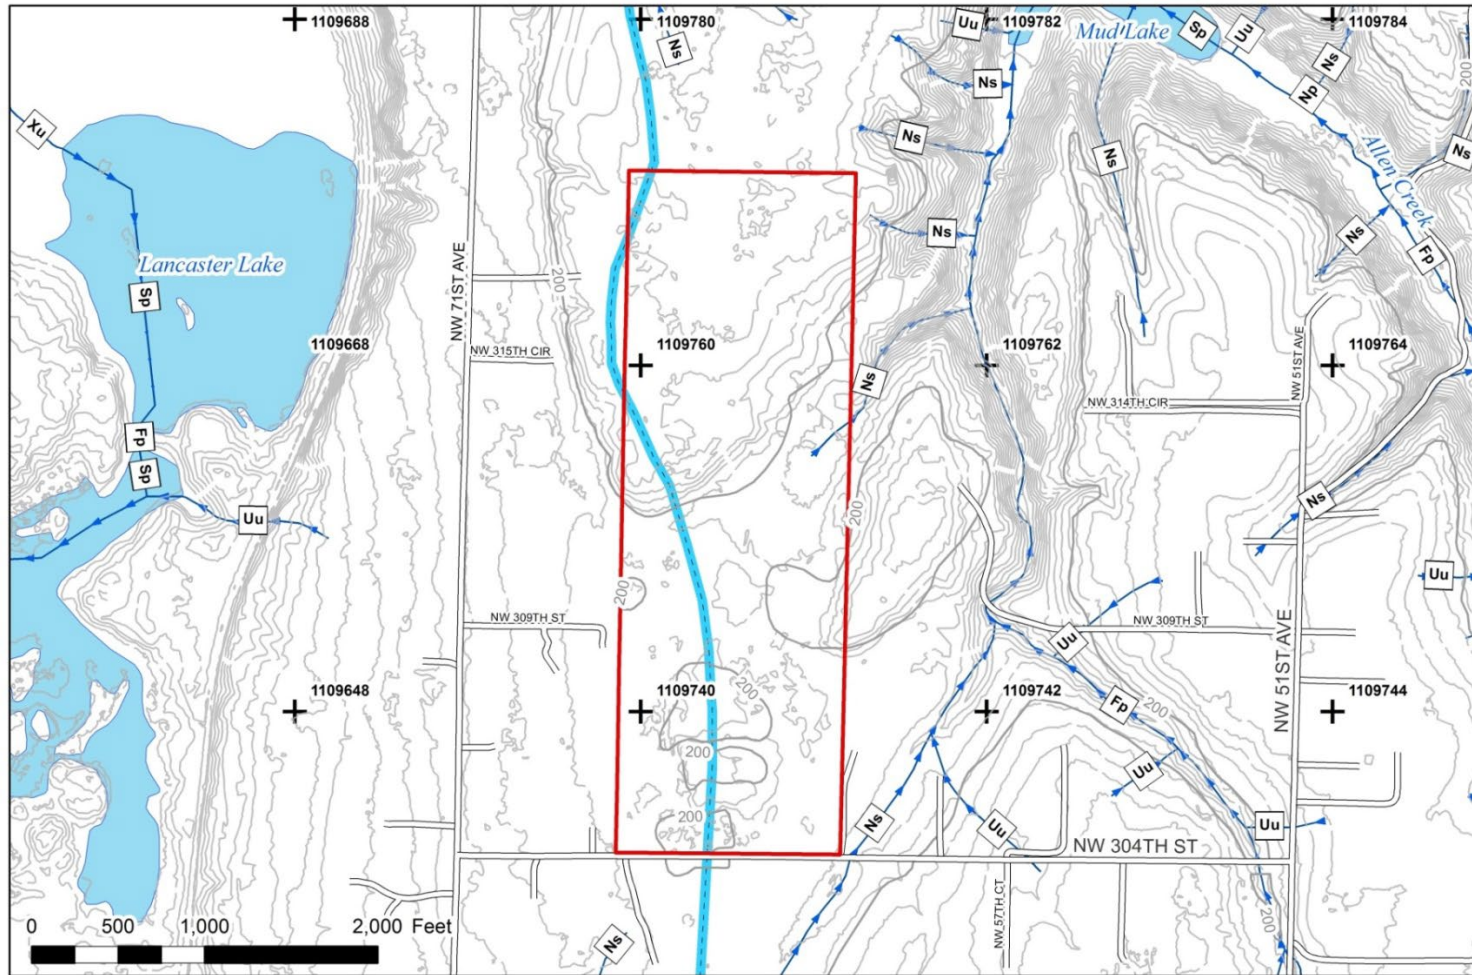 1109688
1109780
Uu
1109782
Mud Lake
Sp
Uu
1109784
Ns
Ns
200
Ns
Np
Xu
Ns
Ns
Ns
Allen Creek
Ns
Ns
Ns
Fp
Lancaster Lake
200
Sp
NW 71ST AVE
1109668
NW 315TH CIR
1109760
1109762
1109764
NW 51ST AVE
Ns
NW 314TH CIR
Fp
Sp
Uu
200
Ns
Uu
200
NW 309TH ST
NW 309TH ST
Uu
NW 51ST AVE
1109648
1109740
200
1109742
Fp
200
1109744
200
Uu
200
Ns
Uu
Uu
NW 304TH ST
NW 57TH CT
200
Ns
0 500 1,000 2,000 Feet